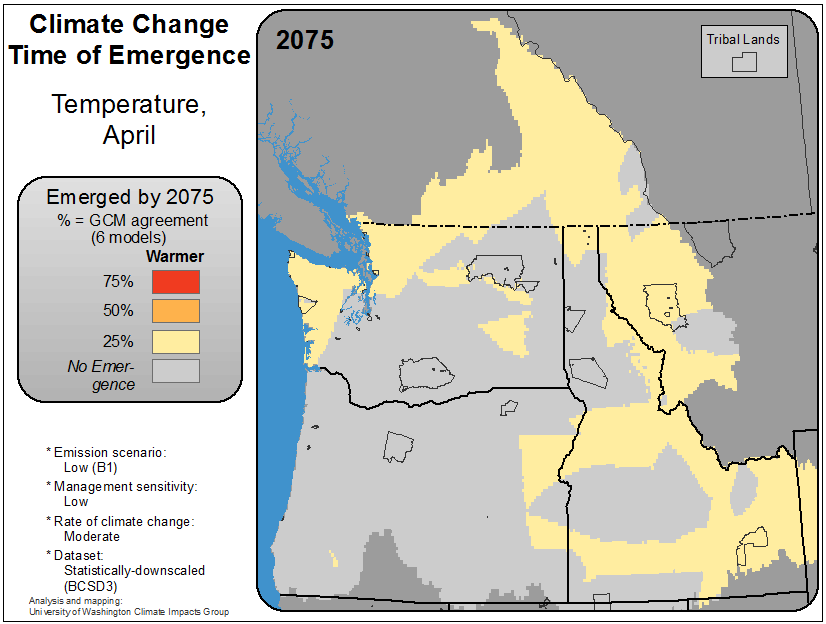 Climate Change
Time of Emergence
Temperature,
April
Emerged by 2075
% = GCM agreement
(6 models)
Warmer
75%
50%
25%
No Emer-
gence
* Emission scenario:
Low (B1)
* Management sensitivity:
Low
* Rate of climate change:
Moderate
* Dataset:
Statistically-downscaled
(BCSD3)
Analysis and mapping:
University of Washington Climate Impacts Group
2075
Tribal Lands